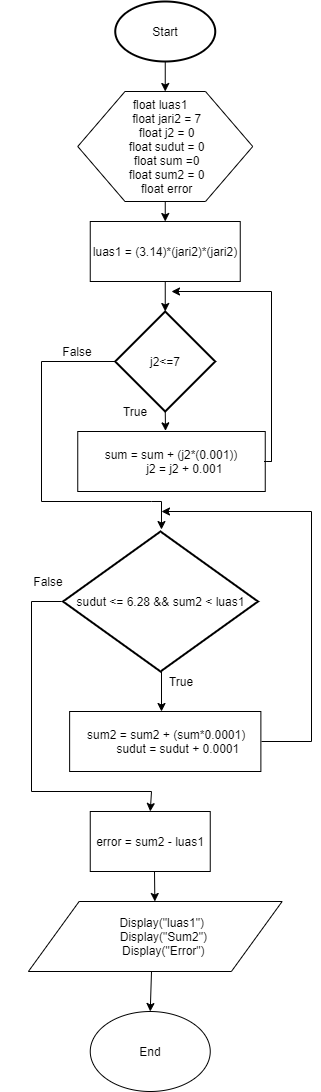 Start
float luas1
float jari2 = 7
float j2 = 0
float sudut = 0
float sum =0
float sum2 = 0
float error
luas1 = (3.14)*(jari2)*(jari2)
False
j2<=7
True
sum = sum + (j2*(0.001))
j2 = j2 + 0.001
False
sudut <= 6.28 && sum2 < luas1
True
sum2 = sum2 + (sum*0.0001)
sudut = sudut + 0.0001
error = sum2 - luas1
Display("luas1")
Display("Sum2")
Display("Error")
End